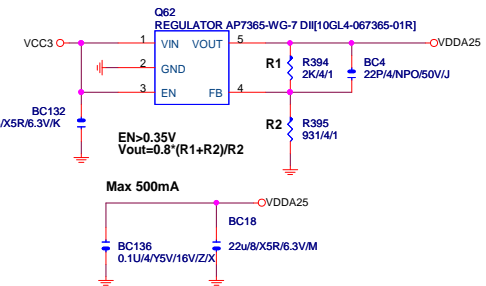 Q62
REGULATOR AP7365-WG-7 DII[10GL4-067365-01R]
VCC3
1 VIN VOUT 5
VDDA25
2 GND
3 EN FB 4
R1
R394
2K/4/1
BC4
22P/4/NPO/50V/J
BC132
/X5R/6.3V/K
R2
R395
931/4/1
EN>0.35V
Vout=0.8*(R1+R2)/R2
Max 500mA
VDDA25
BC136
0.1U/4/Y5V/16V/Z/X
BC18
22u/8/X5R/6.3V/M